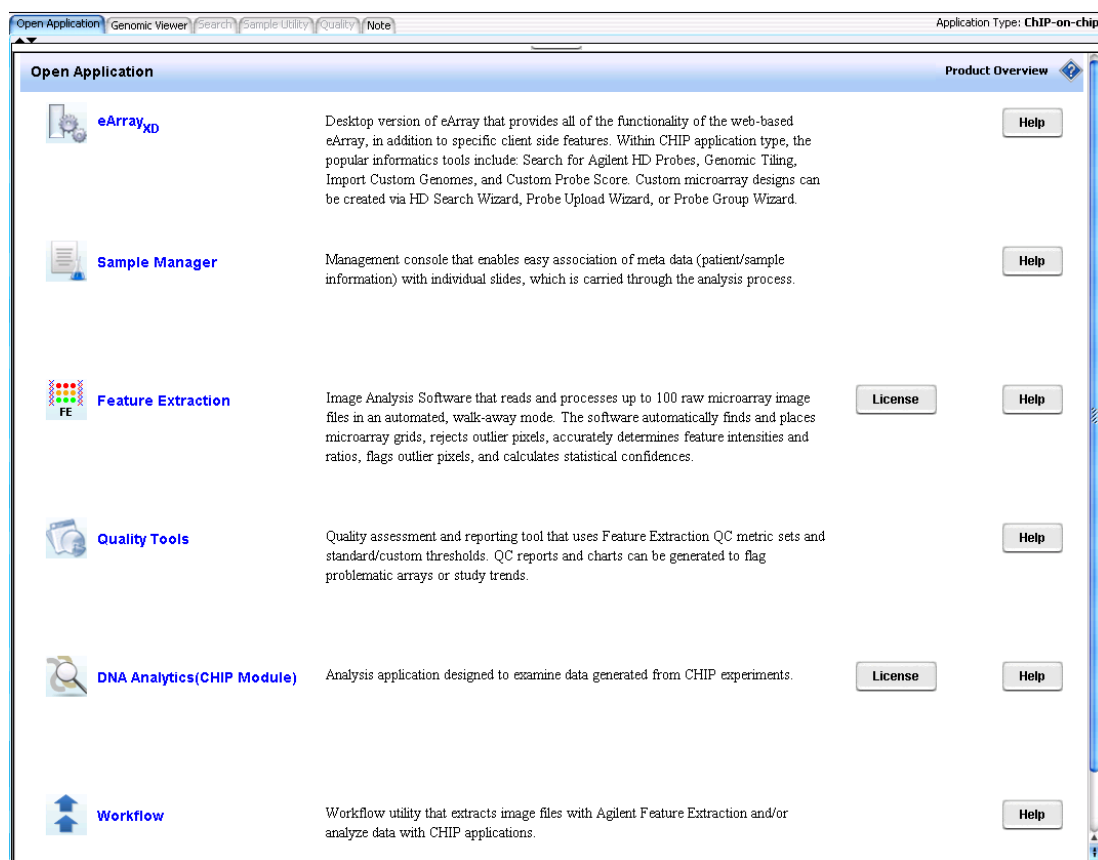 Open Application Genomic Viewer Search Sample Utility Quality Note Application Type: ChIP-on-chip
Open Application Product Overview ?
eArrayXD
Desktop version of eArray that provides all of the functionality of the web-based
eArray, in addition to specific client side features. Within CHIP application type, the
popular informatics tools include: Search for Agilent HD Probes, Genomic Tiling,
Import Custom Genomes, and Custom Probe Score. Custom microarray designs can
be created via HD Search Wizard, Probe Upload Wizard, or Probe Group Wizard.
Help
Sample Manager
Management console that enables easy association of meta data (patient/sample
information) with individual slides, which is carried through the analysis process.
Help
FE
Feature Extraction
Image Analysis Software that reads and processes up to 100 raw microarray image
files in an automated, walk-away mode. The software automatically finds and places
microarray grids, rejects outlier pixels, accurately determines feature intensities and
ratios, flags outlier pixels, and calculates statistical confidences.
License
Help
Quality Tools
Quality assessment and reporting tool that uses Feature Extraction QC metric sets and
standard/custom thresholds. QC reports and charts can be generated to flag
problematic arrays or study trends.
Help
DNA Analytics(CHIP Module)
Analysis application designed to examine data generated from CHIP experiments.
License
Help
Workflow
Workflow utility that extracts image files with Agilent Feature Extraction and/or
analyze data with CHIP applications.
Help